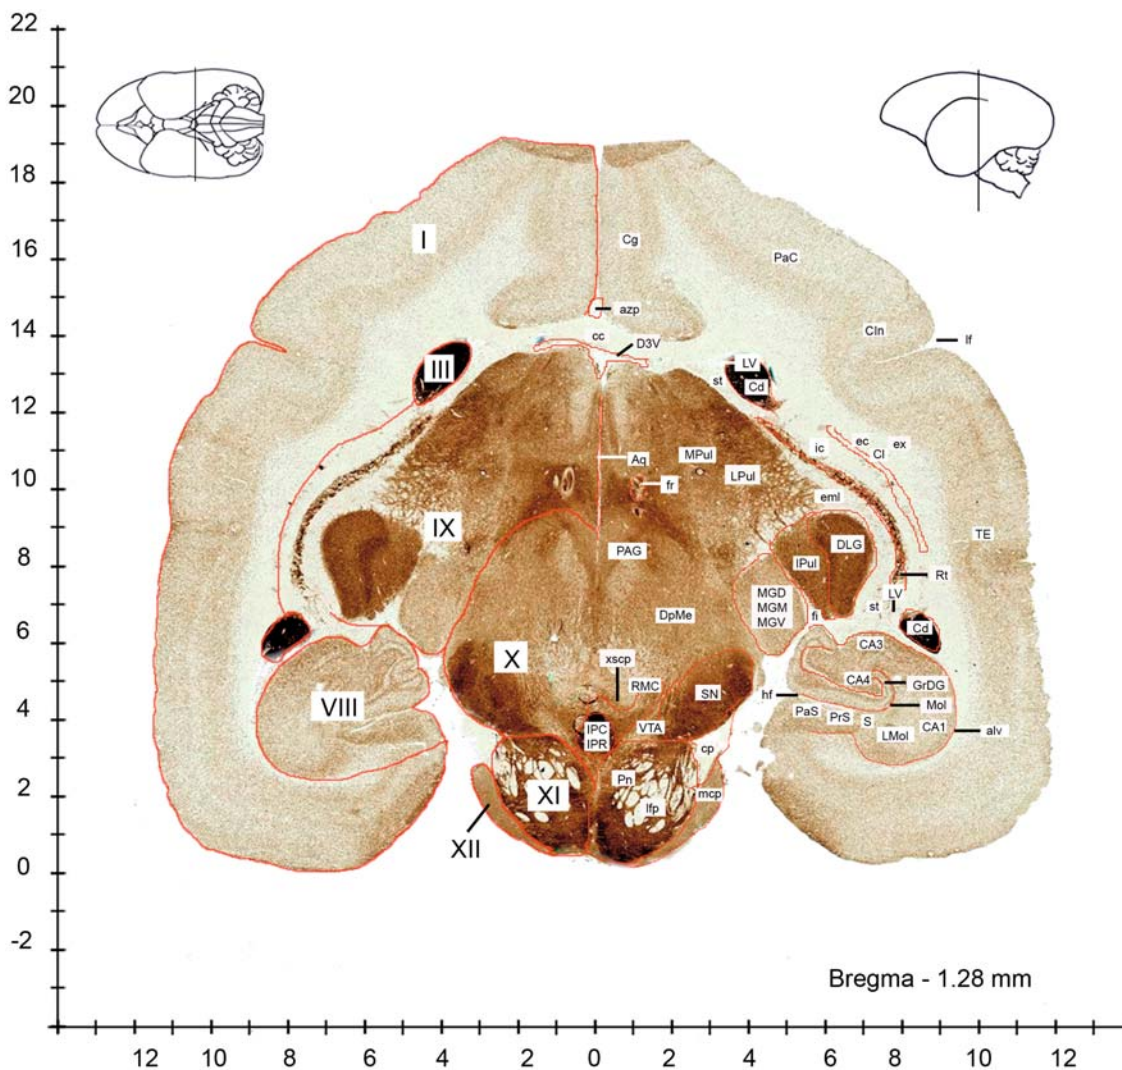 22
20
18
16
14
12
10
8
6
4
2
0
-2
I
Cg
PaC
azp
cc
D3V
CIn
lf
III
LV
Cd
st
ec
ex
Cl
ic
Aq
MPul
LPul
fr
eml
IX
PAG
DLG
IPul
TE
Rt
MGD
MGM
MGV
LV
st
fi
DpMe
Cd
X
xscp
RMC
SN
CA3
CA4
GrDG
hf
Mol
VIII
PaS
PrS
S
CA1
alv
LMol
IPC
IPR
VTA
cp
XI
Pn
lfp
mcp
XII
Bregma - 1.28 mm
12 10 8 6 4 2 0 2 4 6 8 10 12